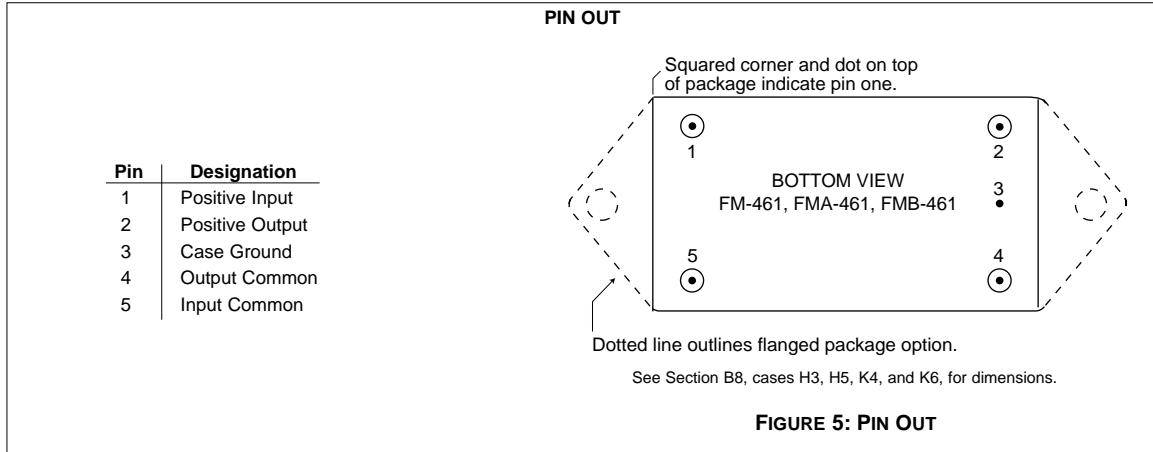 PIN OUT
Pin Designation
1 Positive Input
2 Positive Output
3 Case Ground
4 Output Common
5 Input Common
Squared corner and dot on top
of package indicate pin one.
1 2
BOTTOM VIEW
3
FM-461, FMA-461, FMB-461
5 4
Dotted line outlines flanged package option.
See Section B8, cases H3, H5, K4, and K6, for dimensions.
FIGURE 5: PIN OUT